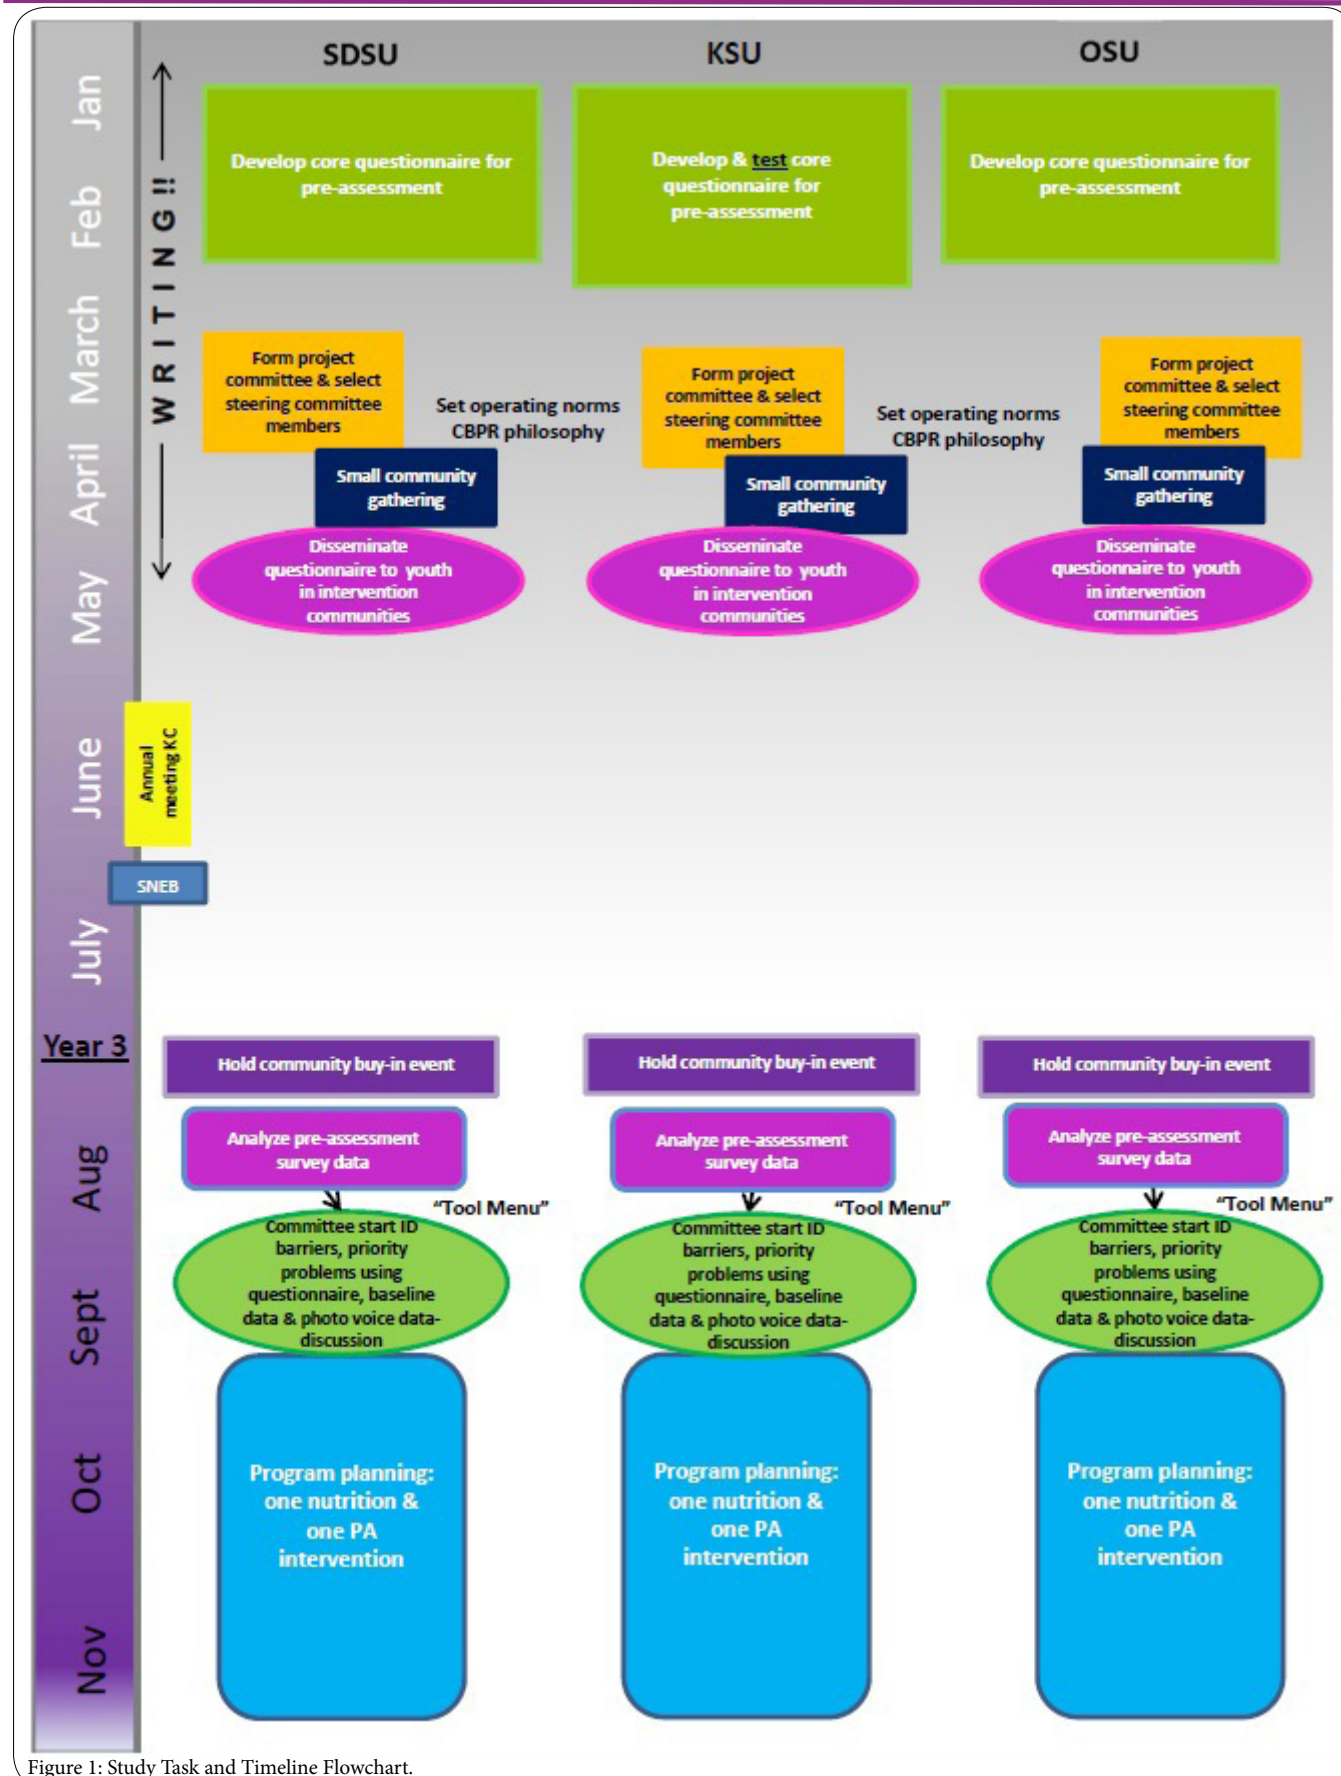 SDSU
KSU
OSU
Jan
Feb
March
April
May
June
July
Year 3
Aug
Sept
Oct
Nov
WRITING!!
Develop core questionnaire for
pre-assessment
Develop & test core
questionnaire for
pre-assessment
Develop core questionnaire for
pre-assessment
Form project
committee & select
steering committee
members
Set operating norms
CBPR philosophy
Form project
committee & select
steering committee
members
Set operating norms
CBPR philosophy
Form project
committee & select
steering committee
members
Small community
gathering
Small community
gathering
Small community
gathering
Disseminate
questionnaire to youth
in intervention
communities
Disseminate
questionnaire to youth
in intervention
communities
Disseminate
questionnaire to youth
in intervention
communities
Annual
meeting KC
SNEB
Hold community buy-in event
Hold community buy-in event
Hold community buy-in event
Analyze pre-assessment
survey data
Analyze pre-assessment
survey data
Analyze pre-assessment
survey data
“Tool Menu”
“Tool Menu”
“Tool Menu”
Committee start ID
barriers, priority
problems using
questionnaire, baseline
data & photo voice data-
discussion
Committee start ID
barriers, priority
problems using
questionnaire, baseline
data & photo voice data-
discussion
Committee start ID
barriers, priority
problems using
questionnaire, baseline
data & photo voice data-
discussion
Program planning:
one nutrition &
one PA
intervention
Program planning:
one nutrition &
one PA
intervention
Program planning:
one nutrition &
one PA
intervention
Figure 1: Study Task and Timeline Flowchart.